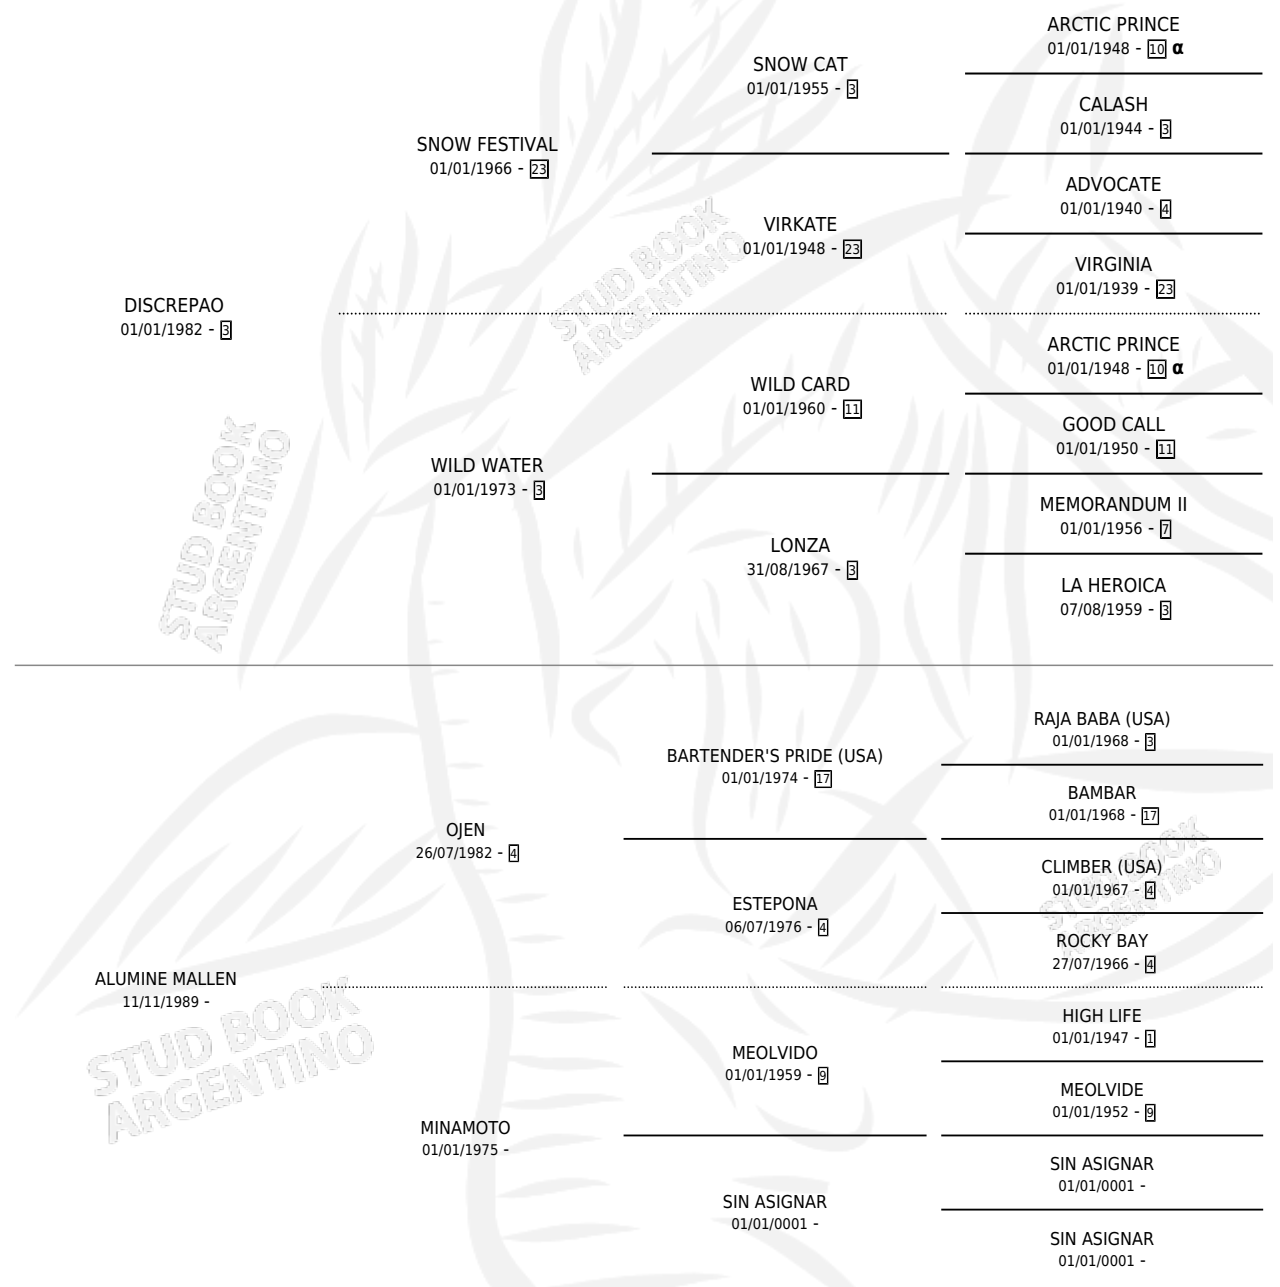 ARCTIC PRINCE
01/01/1948 - 10 α
SNOW CAT
01/01/1955 - 3
CALASH
01/01/1944 - 3
SNOW FESTIVAL
01/01/1966 - 23
ADVOCATE
01/01/1940 - 4
VIRKATE
01/01/1948 - 23
VIRGINIA
01/01/1939 - 23
DISCREPAO
01/01/1982 - 3
STUD BOOK
ARGENTINO
ARCTIC PRINCE
01/01/1948 - 10 α
WILD CARD
01/01/1960 - 11
GOOD CALL
01/01/1950 - 11
WILD WATER
01/01/1973 - 3
MEMORANDUM II
01/01/1956 - 7
LONZA
31/08/1967 - 3
LA HEROICA
07/08/1959 - 3
STUD BOOK
ARGENTINO
RAJA BABA (USA)
01/01/1968 - 3
BARTENDER'S PRIDE (USA)
01/01/1974 - 17
BAMBAR
01/01/1968 - 17
OJEN
26/07/1982 - 4
CLIMBER (USA)
01/01/1967 - 4
ESTEPONA
06/07/1976 - 4
ROCKY BAY
27/07/1966 - 4
STUD BOOK
ARGENTINO
ALUMINE MALLEN
11/11/1989 -
HIGH LIFE
01/01/1947 - 1
MEOLVIDO
01/01/1959 - 9
MEOLVIDE
01/01/1952 - 9
MINAMOTO
01/01/1975 -
SIN ASIGNAR
01/01/0001 -
SIN ASIGNAR
01/01/0001 -
SIN ASIGNAR
01/01/0001 -
STUD BOOK
ARGENTINO